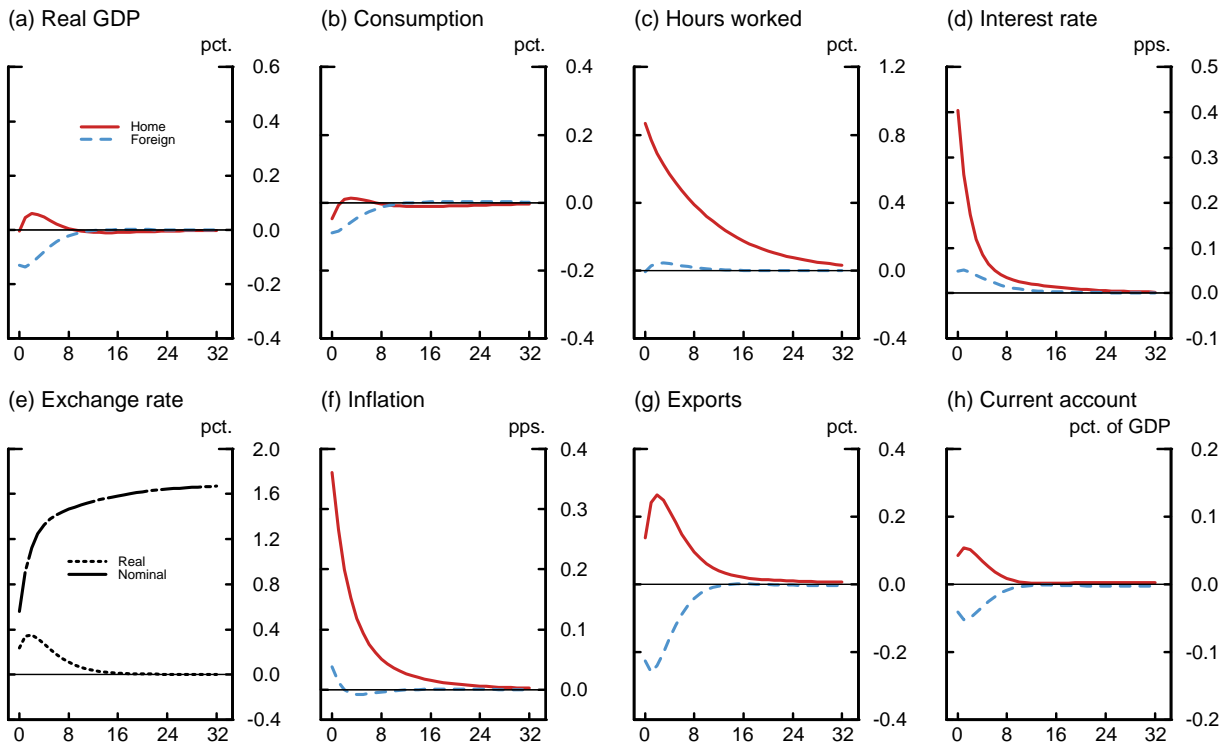 (a) Real GDP
pct.
0.6
0.4
0.2
0.0
-0.2
-0.4
0 8 16 24 32
Home
Foreign
(b) Consumption
pct.
0.4
0.2
0.0
-0.2
-0.4
0 8 16 24 32
(c) Hours worked
pct.
1.2
0.8
0.4
0.0
-0.4
0 8 16 24 32
(d) Interest rate
pps.
0.5
0.4
0.3
0.2
0.1
0.0
-0.1
0 8 16 24 32
(e) Exchange rate
pct.
2.0
1.6
1.2
0.8
0.4
0.0
-0.4
0 8 16 24 32
Real
Nominal
(f) Inflation
pps.
0.4
0.3
0.2
0.1
0.0
0 8 16 24 32
(g) Exports
pct.
0.4
0.2
0.0
-0.2
-0.4
0 8 16 24 32
(h) Current account
pct. of GDP
0.2
0.1
0.0
-0.1
-0.2
0 8 16 24 32